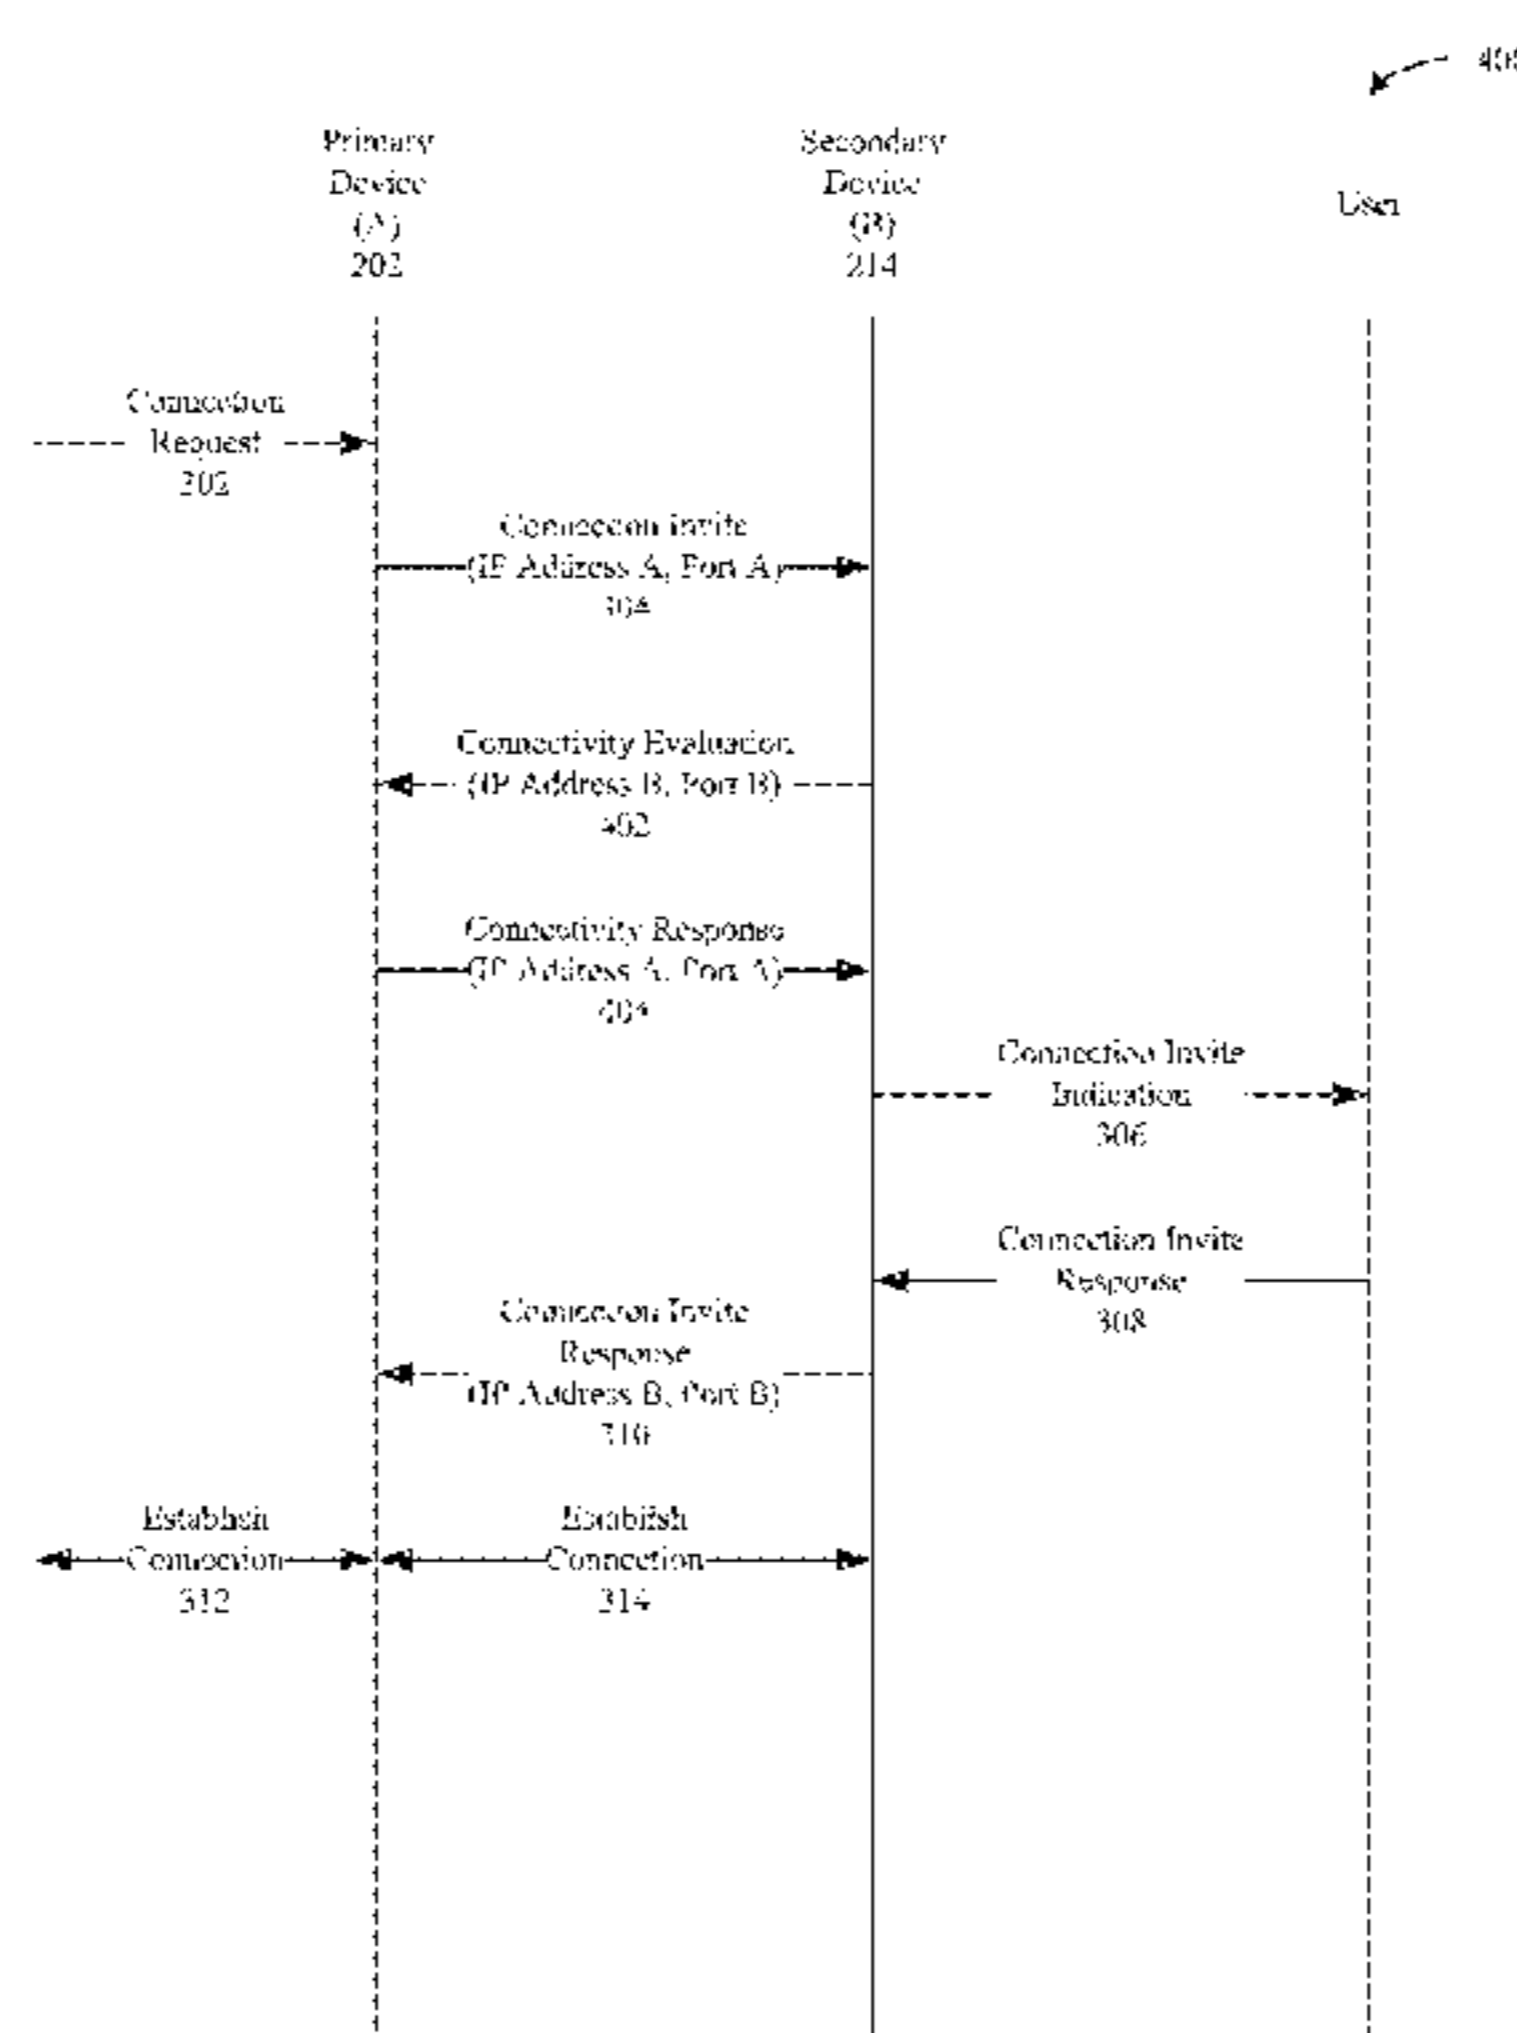 Primary
Device
(A)
202
Secondary
Device
(B)
214
User
Connection
Request
302
Connection Invite
(IP Address A, Port A)
304
Connectivity Evaluation
(IP Address B, Port B)
402
Connectivity Response
(IP Address A, Port A)
404
Connection Invite
Indication
306
Connection Invite
Response
308
Connection Invite
Response
(IP Address B, Port B)
310
Establish
Connection
312
Establish
Connection
314